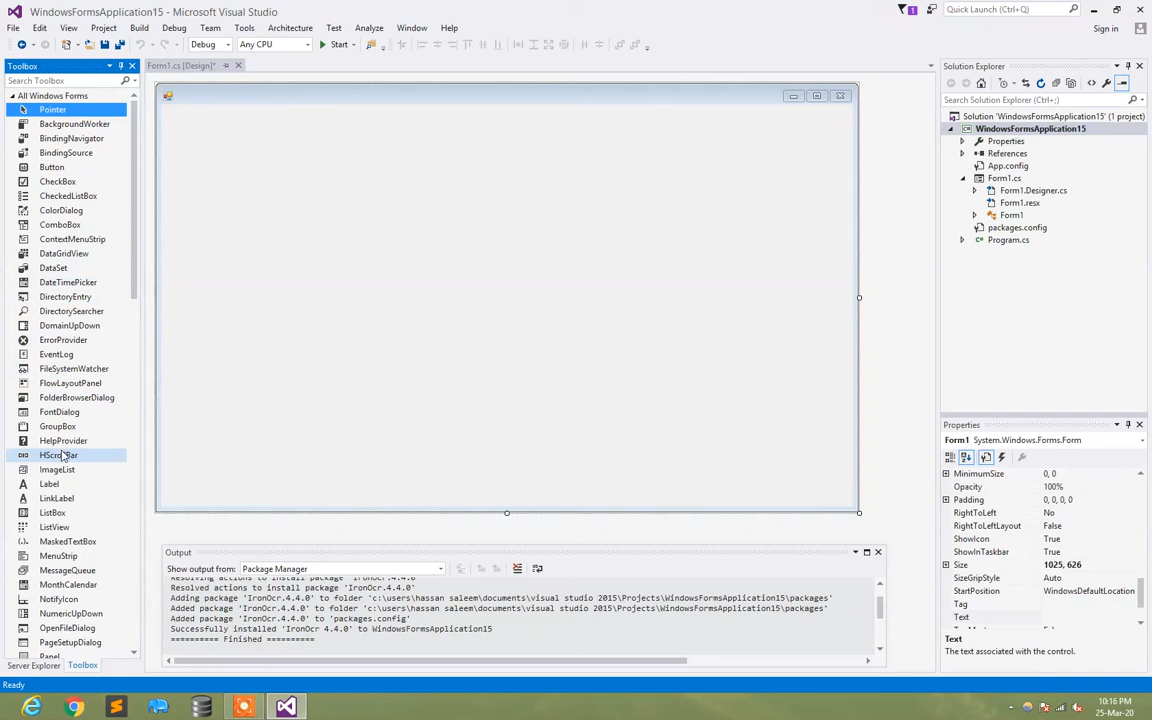 WindowsFormsApplication15 - Microsoft Visual Studio
Quick Launch (Ctrl+Q)
File Edit View Project Build Debug Team Tools Architecture Test Analyze Window Help
Sign in
Debug Any CPU Start
Toolbox
Search Toolbox
All Windows Forms
Pointer
BackgroundWorker
BindingNavigator
BindingSource
Button
CheckBox
CheckedListBox
ColorDialog
ComboBox
ContextMenuStrip
DataGridView
DataSet
DateTimePicker
DirectoryEntry
DirectorySearcher
DomainUpDown
ErrorProvider
EventLog
FileSystemWatcher
FlowLayoutPanel
FolderBrowserDialog
FontDialog
GroupBox
HelpProvider
HScrollBar
ImageList
Label
LinkLabel
ListBox
ListView
MaskedTextBox
MenuStrip
MessageQueue
MonthCalendar
NotifyIcon
NumericUpDown
OpenFileDialog
PageSetupDialog
Panel
Server Explorer Toolbox
Form1.cs [Design]*
Output
Show output from: Package Manager
Resolving actions to install package 'IronOcr.4.4.0'
Resolved actions to install package 'IronOcr.4.4.0'
Adding package 'IronOcr.4.4.0' to folder 'c:\users\hassan saleem\documents\visual studio 2015\Projects\WindowsFormsApplication15\packages'
Added package 'IronOcr.4.4.0' to folder 'c:\users\hassan saleem\documents\visual studio 2015\Projects\WindowsFormsApplication15\packages'
Added package 'IronOcr.4.4.0' to 'packages.config'
Successfully installed 'IronOcr 4.4.0' to WindowsFormsApplication15
========== Finished ==========
Solution Explorer
Search Solution Explorer (Ctrl+;)
Solution 'WindowsFormsApplication15' (1 project)
WindowsFormsApplication15
Properties
References
App.config
Form1.cs
Form1.Designer.cs
Form1.resx
Form1
packages.config
Program.cs
Properties
Form1 System.Windows.Forms.Form
MinimumSize 0, 0
Opacity 100%
Padding 0, 0, 0, 0
RightToLeft No
RightToLeftLayout False
ShowIcon True
ShowInTaskbar True
Size 1025, 626
SizeGripStyle Auto
StartPosition WindowsDefaultLocation
Tag
Text
Text
The text associated with the control.
Ready
10:16 PM
25-Mar-20